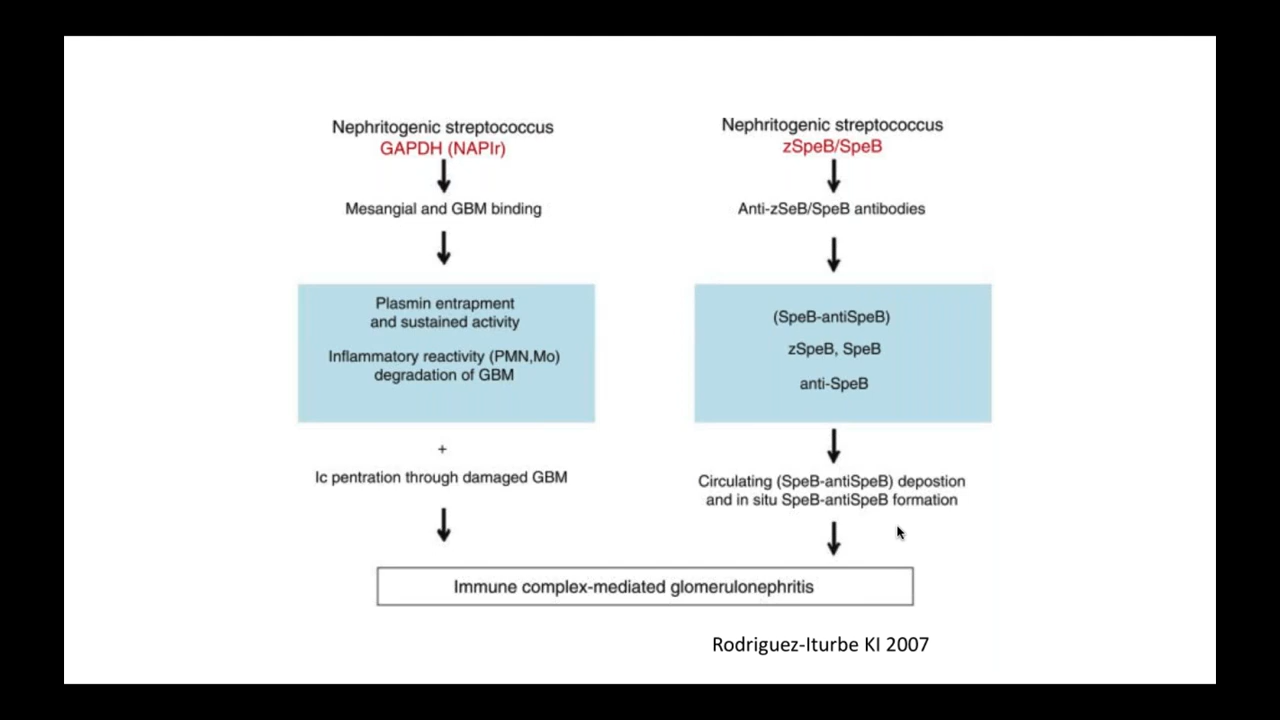 Nephritogenic streptococcus
GAPDH (NAPlr)
Mesangial and GBM binding
Plasmin entrapment
and sustained activity
Inflammatory reactivity (PMN,Mo)
degradation of GBM
+
Ic pentration through damaged GBM
Nephritogenic streptococcus
zSpeB/SpeB
Anti-zSeB/SpeB antibodies
(SpeB-antiSpeB)
zSpeB, SpeB
anti-SpeB
Circulating (SpeB-antiSpeB) depostion
and in situ SpeB-antiSpeB formation
Immune complex-mediated glomerulonephritis
Rodriguez-Iturbe KI 2007